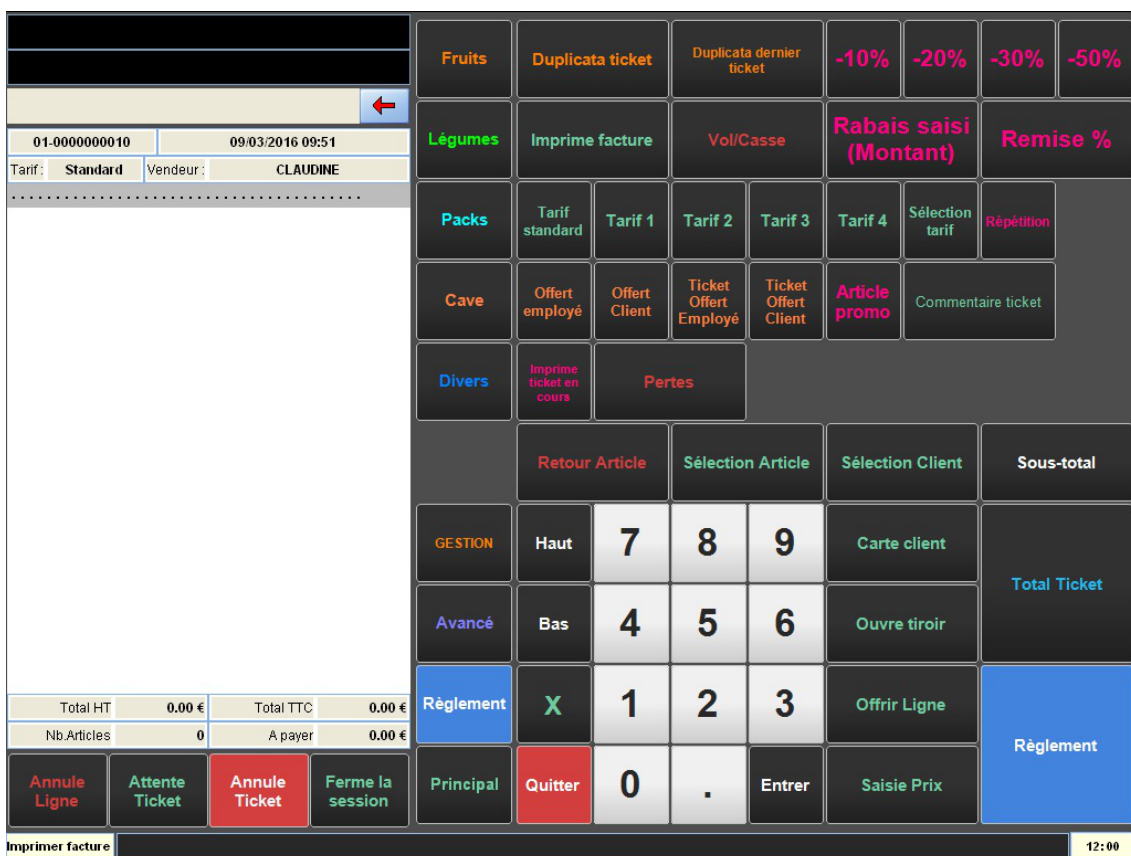 01-0000000010 09/03/2016 09:51
Tarif : Standard Vendeur : CLAUDINE
. . . . . . . . . . . . . . . . . . . . . . . . . . . . . . . . . . . . . . . .
Total HT 0.00 € Total TTC 0.00 €
Nb.Articles 0 A payer 0.00 €
Annule
Ligne
Attente
Ticket
Annule
Ticket
Ferme la
session
Fruits
Duplicata ticket
Duplicata dernier
ticket
-10%
-20%
-30%
-50%
Légumes
Imprime facture
Vol/Casse
Rabais saisi
(Montant)
Remise %
Packs
Tarif
standard
Tarif 1
Tarif 2
Tarif 3
Tarif 4
Sélection
tarif
Répétition
Cave
Offert
employé
Offert
Client
Ticket
Offert
Employé
Ticket
Offert
Client
Article
promo
Commentaire ticket
Divers
Imprime
ticket en
cours
Pertes
Retour Article
Sélection Article
Sélection Client
Sous-total
GESTION
Haut
7
8
9
Carte client
Total Ticket
Avancé
Bas
4
5
6
Ouvre tiroir
Règlement
X
1
2
3
Offrir Ligne
Règlement
Principal
Quitter
0
.
Entrer
Saisie Prix
Imprimer facture
12:00